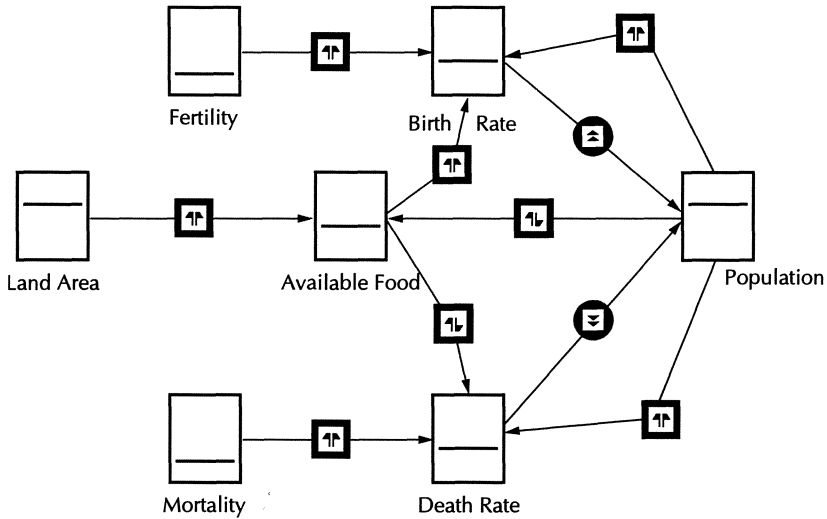 Fertility
Birth Rate
Land Area
Available Food
Population
Mortality
Death Rate